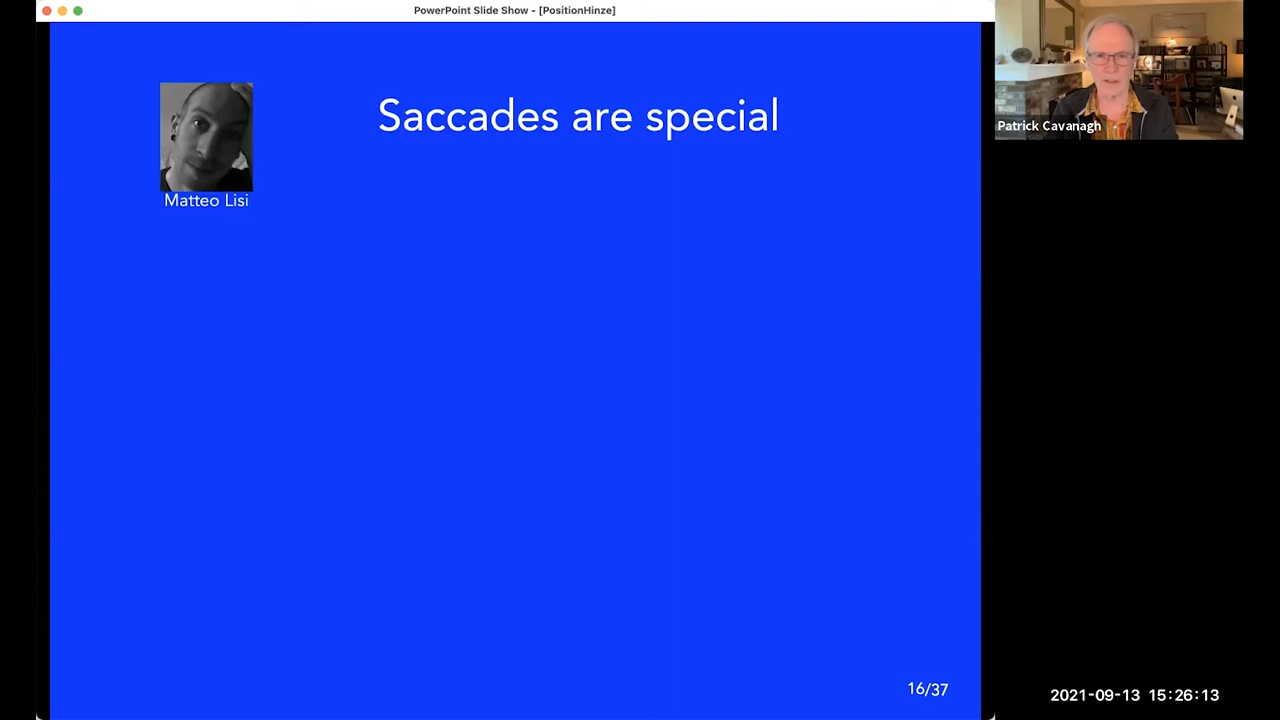 PowerPoint Slide Show - [PositionHinze]
Saccades are special
Matteo Lisi
16/37
Patrick Cavanagh
2021-09-13 15:26:13